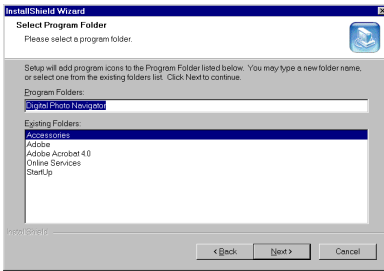 InstallShield Wizard
Select Program Folder
Please select a program folder.
Setup will add program icons to the Program Folder listed below. You may type a new folder name,
or select one from the existing folders list. Click Next to continue.
Program Folders:
Digital Photo Navigator
Existing Folders:
Accessories
Adobe
Adobe Acrobat 4.0
Online Services
StartUp
InstallShield
< Back
Next >
Cancel